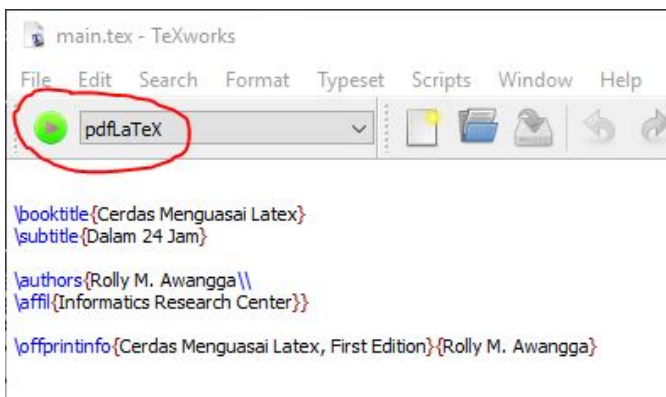 main.tex - TeXworks
File Edit Search Format Typeset Scripts Window Help
pdfLaTeX
\booktitle{Cerdas Menguasai Latex}
\subtitle{Dalam 24 Jam}
\authors{Rolly M. Awangga\\
\affil{Informatics Research Center}}
\offprintinfo{Cerdas Menguasai Latex, First Edition}{Rolly M. Awangga}